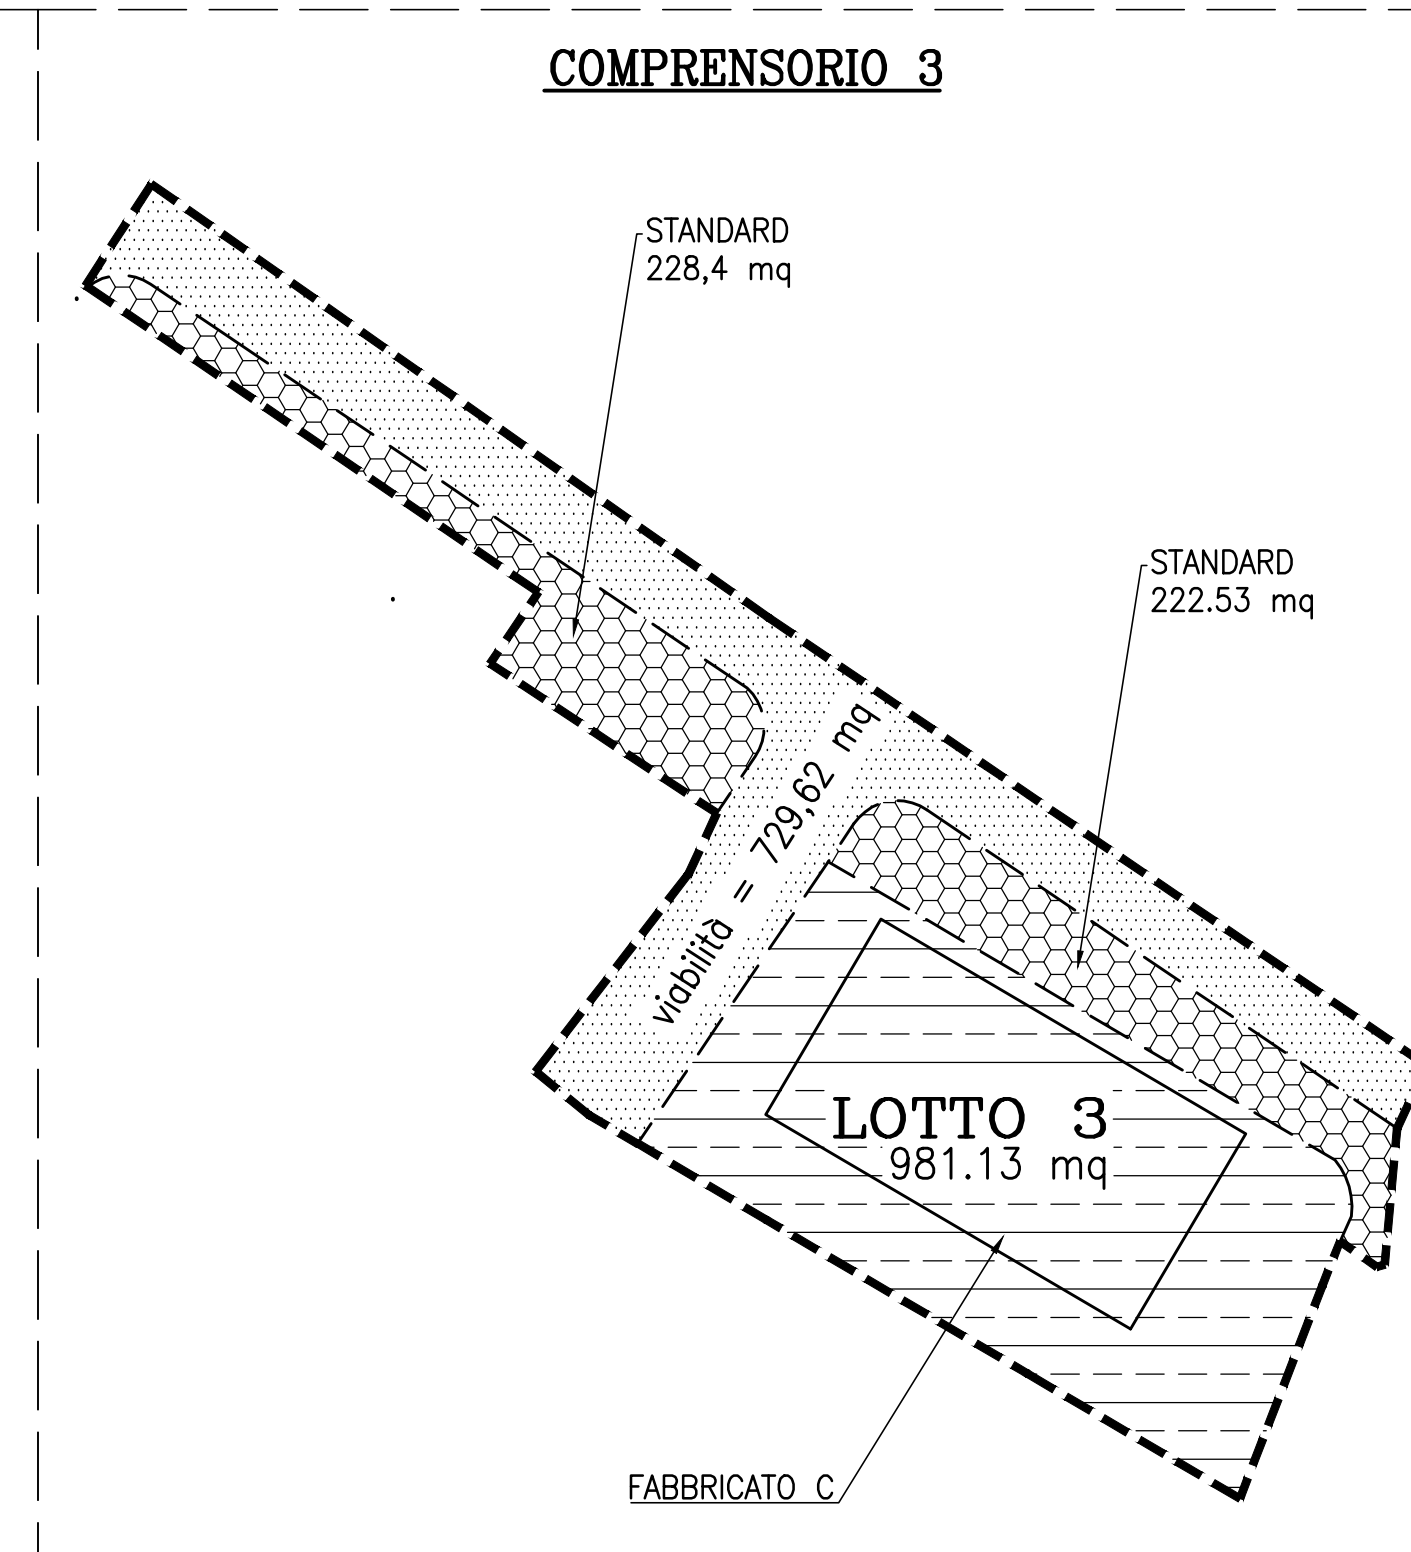 COMPRENSORIO 3
STANDARD
228,4 mq
STANDARD
222.53 mq
viabilità = 729,62 mq
LOTTO 3
981.13 mq
FABBRICATO C